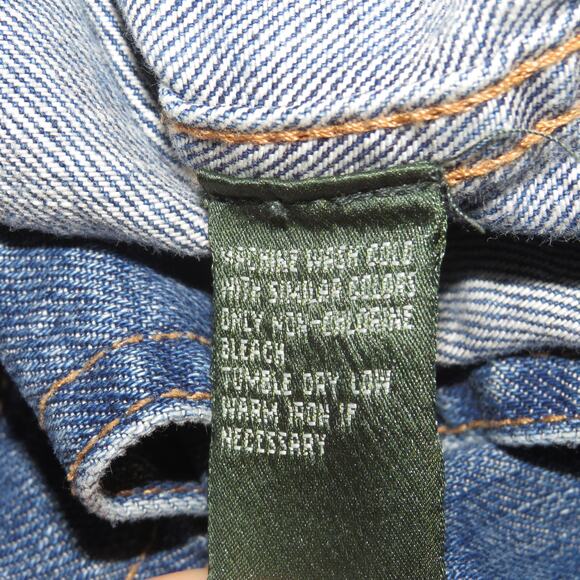 MACHINE WASH COLD
WITH SIMILAR COLORS
ONLY NON-CHLORINE
BLEACH
TUMBLE DRY LOW
WARM IRON IF
NECESSARY